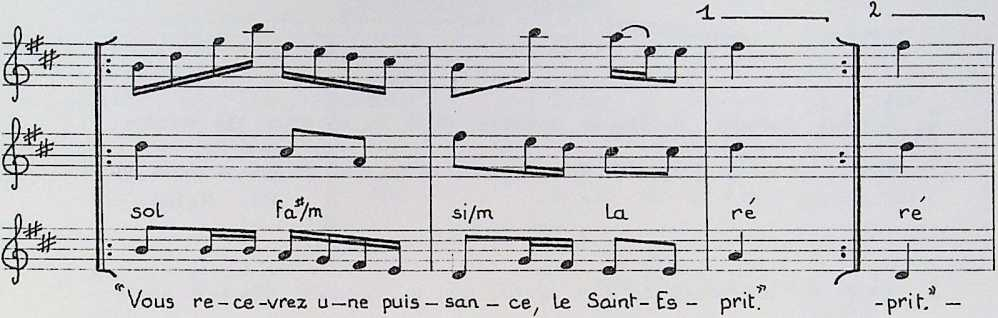 1 2
sol fa#/m si/m la ré ré
"Vous re-ce-vrez u-ne puis-san-ce, le Saint-Es-prit." -prit." -